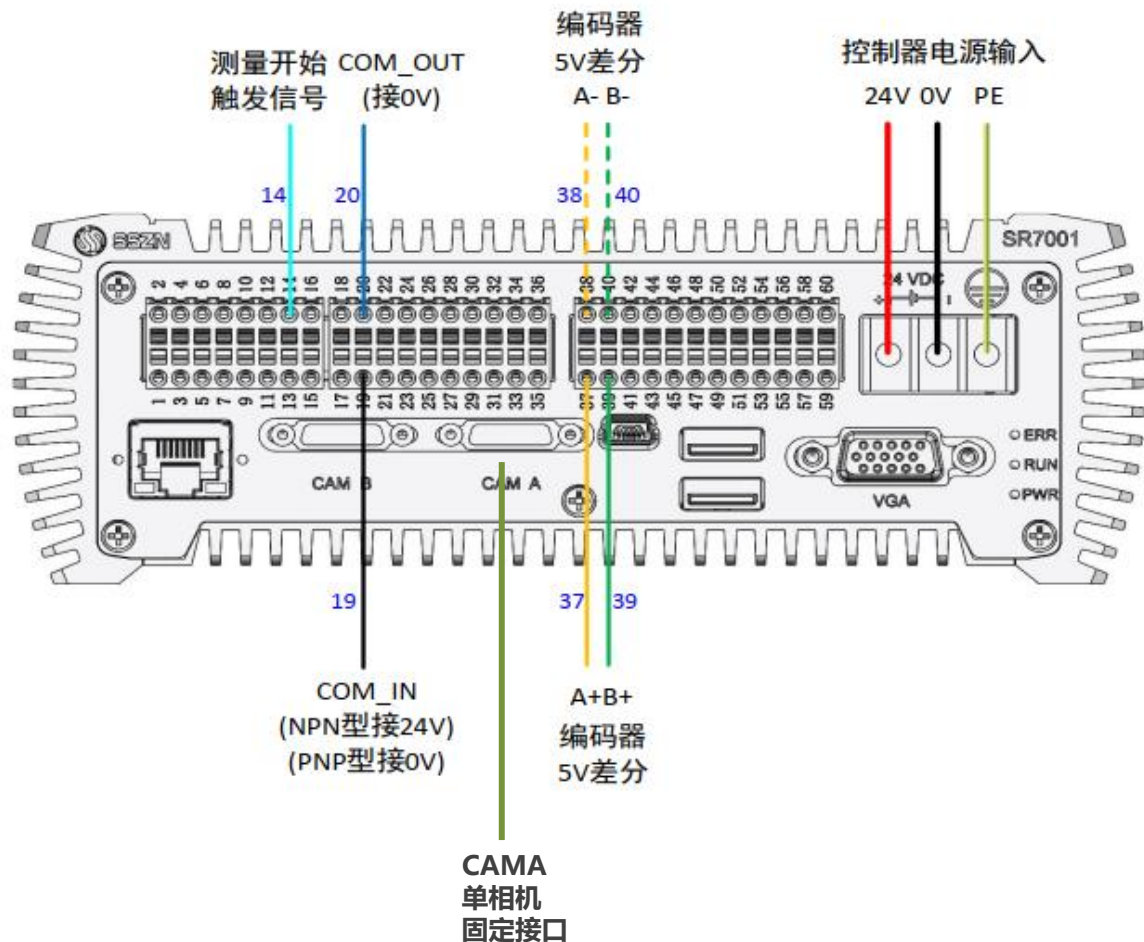 编码器
5V差分
A- B-
测量开始
触发信号
COM_OUT
(接0V)
控制器电源输入
24V 0V PE
14
20
38
40
SSZN
SR7001
2 4 6 8 10 12 14 16
18 20 22 24 26 28 30 32 34 36
38 40 42 44 46 48 50 52 54 56 58 60
24 VDC
+ -
1 3 5 7 9 11 13 15
17 19 21 23 25 27 29 31 33 35
37 39 41 43 45 47 49 51 53 55 57 59
CAM B
CAM A
VGA
ERR
RUN
PWR
19
37
39
COM_IN
(NPN型接24V)
(PNP型接0V)
A+B+
编码器
5V差分
CAMA
单相机
固定接口